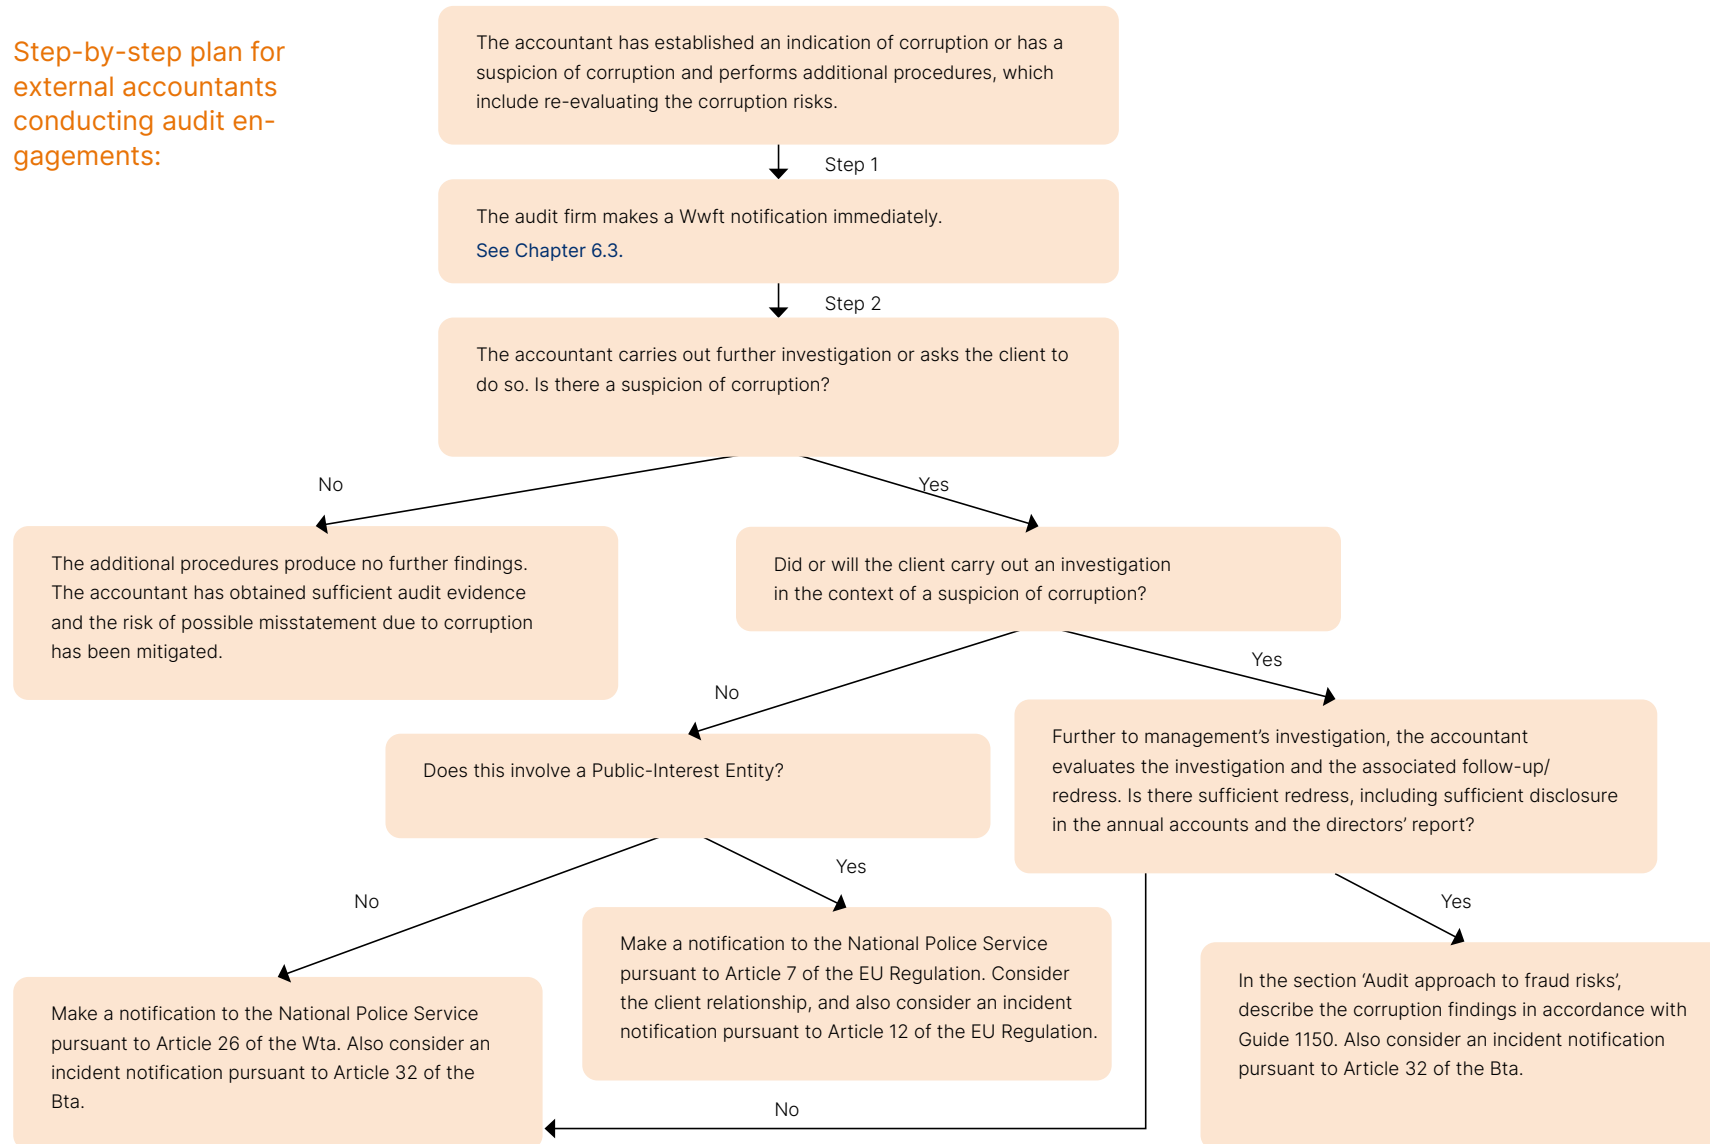 Step-by-step plan for
external accountants
conducting audit en-
gagements:
The accountant has established an indication of corruption or has a
suspicion of corruption and performs additional procedures, which
include re-evaluating the corruption risks.
Step 1
The audit firm makes a Wwft notification immediately.
See Chapter 6.3.
Step 2
The accountant carries out further investigation or asks the client to
do so. Is there a suspicion of corruption?
No
Yes
The additional procedures produce no further findings.
The accountant has obtained sufficient audit evidence
and the risk of possible misstatement due to corruption
has been mitigated.
Did or will the client carry out an investigation
in the context of a suspicion of corruption?
No
Yes
Does this involve a Public-Interest Entity?
Further to management’s investigation, the accountant
evaluates the investigation and the associated follow-up/
redress. Is there sufficient redress, including sufficient disclosure
in the annual accounts and the directors’ report?
No
Yes
Yes
Make a notification to the National Police Service
pursuant to Article 26 of the Wta. Also consider an
incident notification pursuant to Article 32 of the
Bta.
Make a notification to the National Police Service
pursuant to Article 7 of the EU Regulation. Consider
the client relationship, and also consider an incident
notification pursuant to Article 12 of the EU Regulation.
In the section ‘Audit approach to fraud risks’,
describe the corruption findings in accordance with
Guide 1150. Also consider an incident notification
pursuant to Article 32 of the Bta.
No